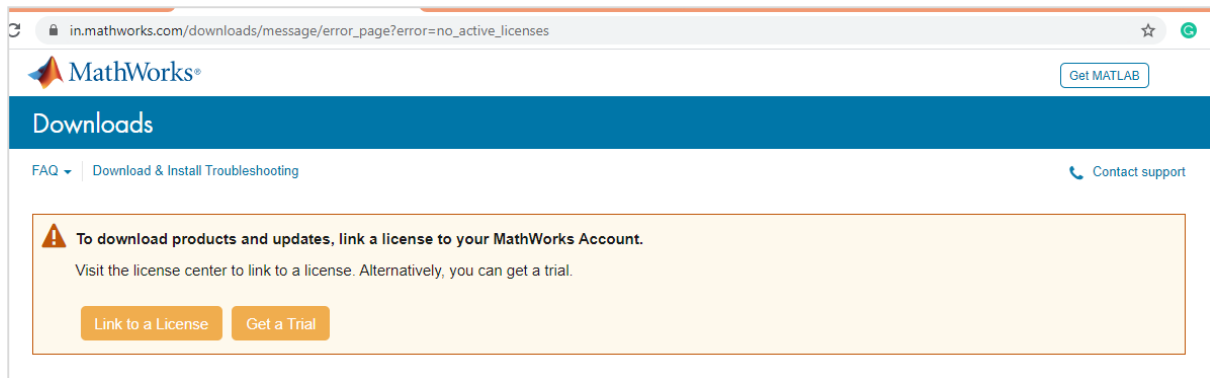 in.mathworks.com/downloads/message/error_page?error=no_active_licenses
MathWorks®
Get MATLAB
Downloads
FAQ
Download & Install Troubleshooting
Contact support
To download products and updates, link a license to your MathWorks Account.
Visit the license center to link to a license. Alternatively, you can get a trial.
Link to a License
Get a Trial